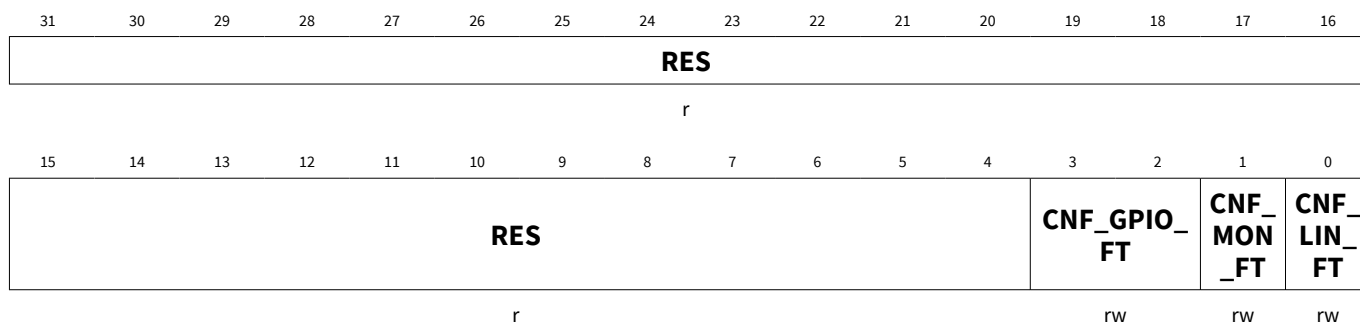 31 30 29 28 27 26 25 24 23 22 21 20 19 18 17 16
RES
r
15 14 13 12 11 10 9 8 7 6 5 4 3 2 1 0
RES CNF_GPIO_ CNF_ CNF_
FT MON LIN_
_FT FT
r rw rw rw